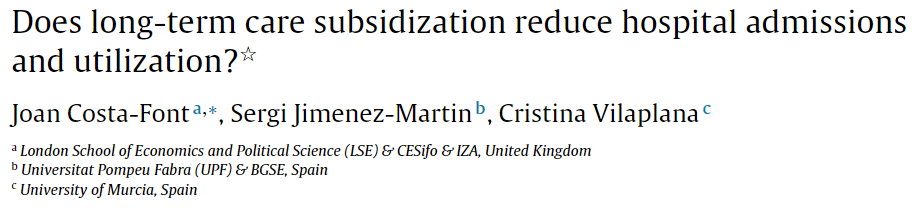 Does long-term care subsidization reduce hospital admissions
and utilization?☆
Joan Costa-Font a,∗, Sergi Jimenez-Martin b, Cristina Vilaplana c
a London School of Economics and Political Science (LSE) & CESifo & IZA, United Kingdom
b Universitat Pompeu Fabra (UPF) & BGSE, Spain
c University of Murcia, Spain